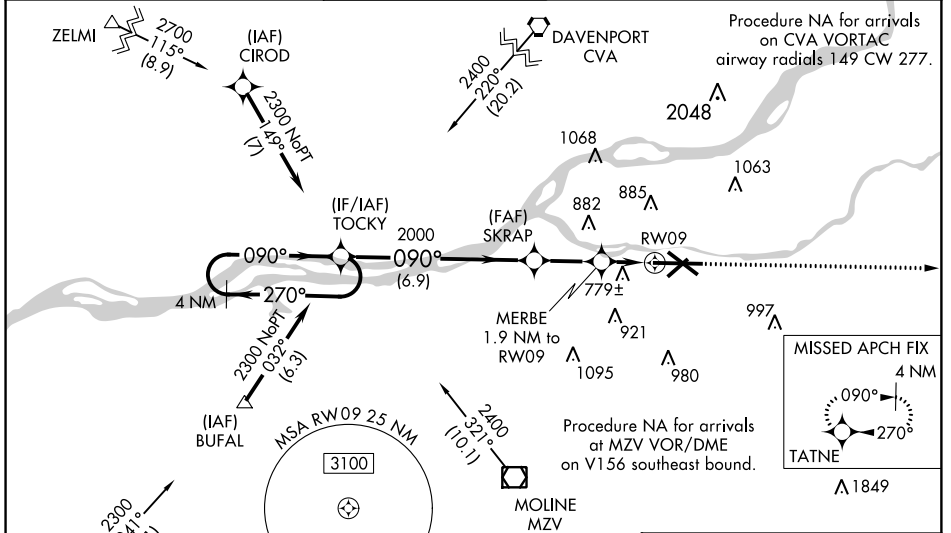 ZELMI
2700
115°
(8.9)
(IAF)
CIROD
2300 NoPT
149°
(7)
DAVENPORT
CVA
2400
220°
(20.2)
Procedure NA for arrivals
on CVA VORTAC
airway radials 149 CW 277.
2048
1068
1063
885
882
(IF/IAF)
TOCKY
2000
090°
(6.9)
(FAF)
SKRAP
RW09
090°
270°
4 NM
779±
MERBE
1.9 NM to
RW09
921
997
1095
980
2300 NoPT
032°
(6.3)
(IAF)
BUFAL
MISSED APCH FIX
4 NM
090°
270°
TATNE
1849
MSA RW09 25 NM
3100
2400
321°
(10.1)
MOLINE
MZV
Procedure NA for arrivals
at MZV VOR/DME
on V156 southeast bound.
2300